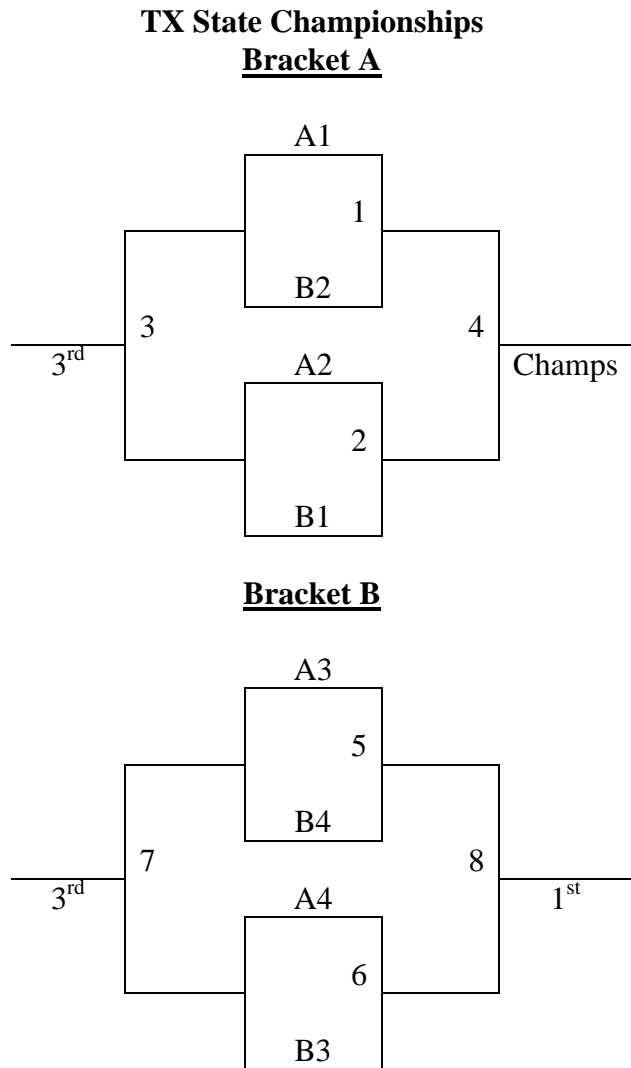 TX State Championships
Bracket A
A1
1
B2
3
4
3rd
A2
Champs
2
B1
Bracket B
A3
5
B4
7
8
3rd
A4
1st
6
B3